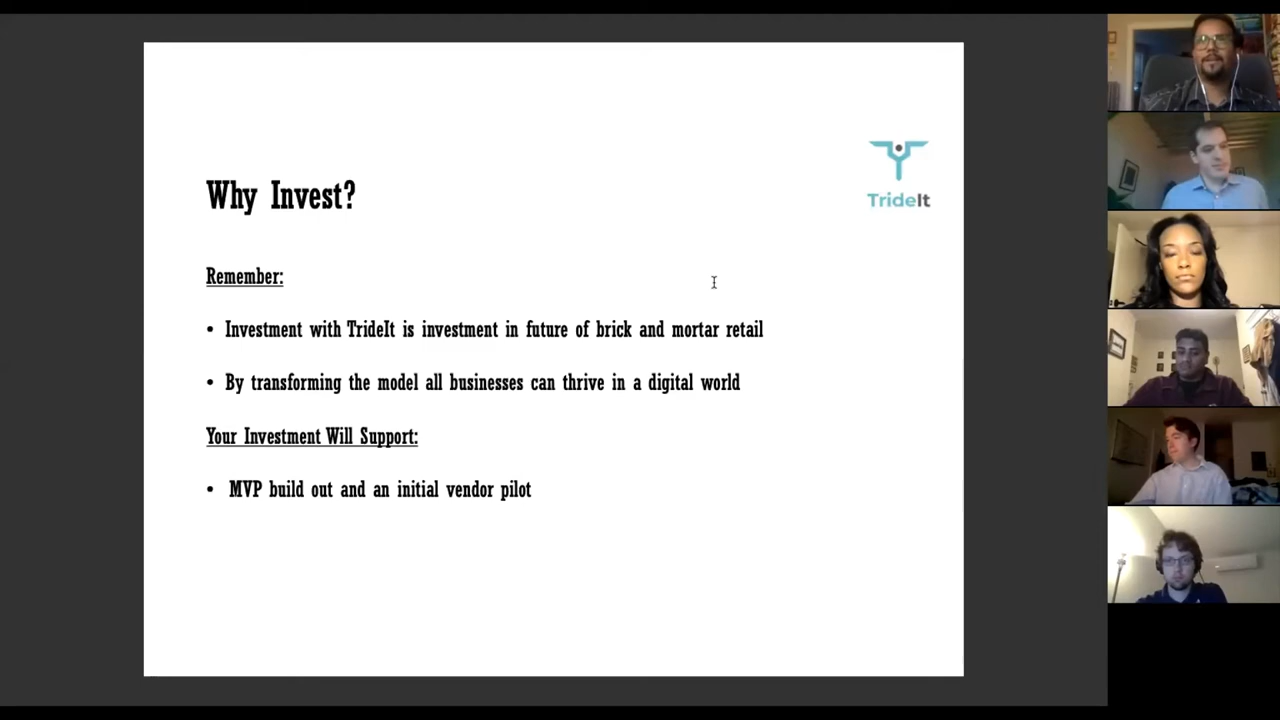 TrideIt
Why Invest?
Remember:
• Investment with TrideIt is investment in future of brick and mortar retail
• By transforming the model all businesses can thrive in a digital world
Your Investment Will Support:
• MVP build out and an initial vendor pilot